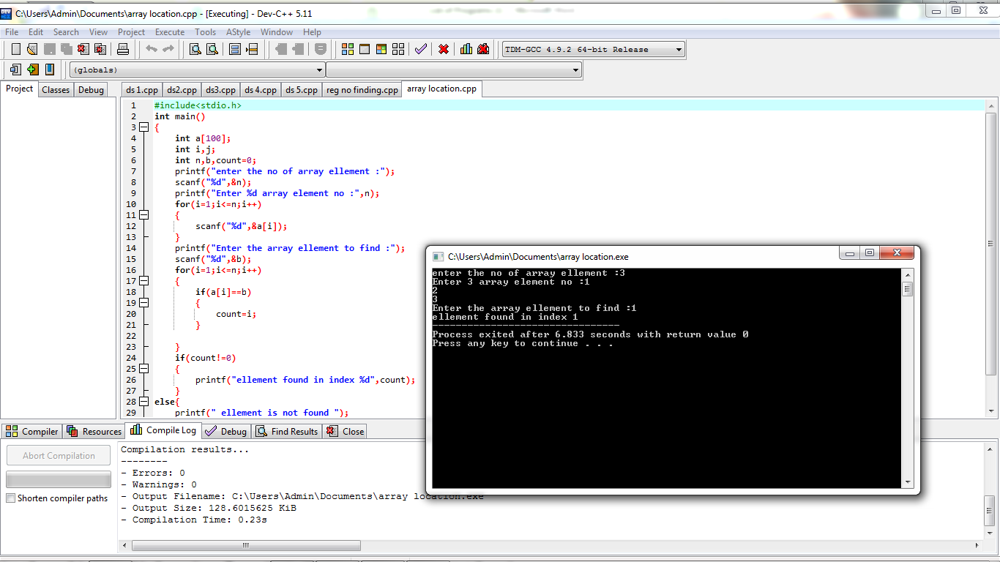 C:\Users\Admin\Documents\array location.cpp - [Executing] - Dev-C++ 5.11
File Edit Search View Project Execute Tools AStyle Window Help
TDM-GCC 4.9.2 64-bit Release
(globals)
Project Classes Debug
ds 1.cpp ds2.cpp ds3.cpp ds 4.cpp ds 5.cpp reg no finding.cpp array location.cpp
1 #include<stdio.h>
2 int main()
3 {
4 int a[100];
5 int i,j;
6 int n,b,count=0;
7 printf("enter the no of array ellement :");
8 scanf("%d",&n);
9 printf("Enter %d array element no :",n);
10 for(i=1;i<=n;i++)
11 {
12 scanf("%d",&a[i]);
13 }
14 printf("Enter the array ellement to find :");
15 scanf("%d",&b);
16 for(i=1;i<=n;i++)
17 {
18 if(a[i]==b)
19 {
20 count=i;
21 }
22
23 }
24 if(count!=0)
25 {
26 printf("ellement found in index %d",count);
27 }
28 else{
29 printf(" ellement is not found ");
C:\Users\Admin\Documents\array location.exe
enter the no of array ellement :3
Enter 3 array element no :1
2
3
Enter the array ellement to find :1
ellement found in index 1
--------------------------------
Process exited after 6.833 seconds with return value 0
Press any key to continue . . .
Compiler Resources Compile Log Debug Find Results Close
Abort Compilation
Shorten compiler paths
Compilation results...
--------
- Errors: 0
- Warnings: 0
- Output Filename: C:\Users\Admin\Documents\array location.exe
- Output Size: 128.6015625 KiB
- Compilation Time: 0.23s